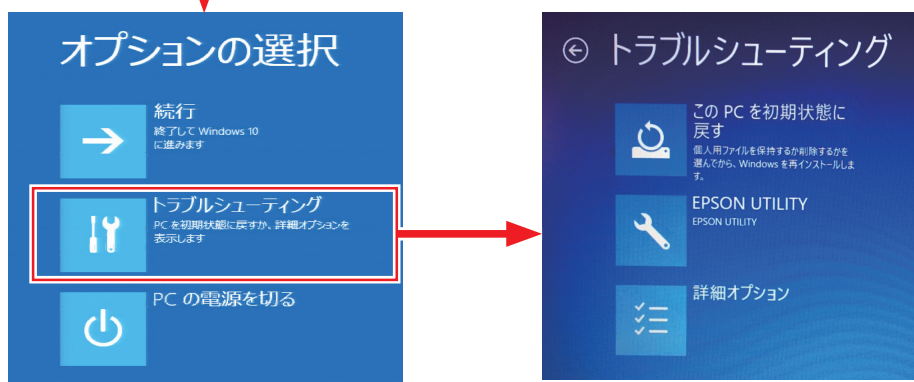 オプションの選択
続行
終了して Windows 10
に進みます
トラブルシューティング
PC を初期状態に戻すか、詳細オプションを
表示します
PC の電源を切る
トラブルシューティング
この PC を初期状態に
戻す
個人用ファイルを保持するか削除するかを
選んでから、Windows を再インストールしま
す。
EPSON UTILITY
EPSON UTILITY
詳細オプション